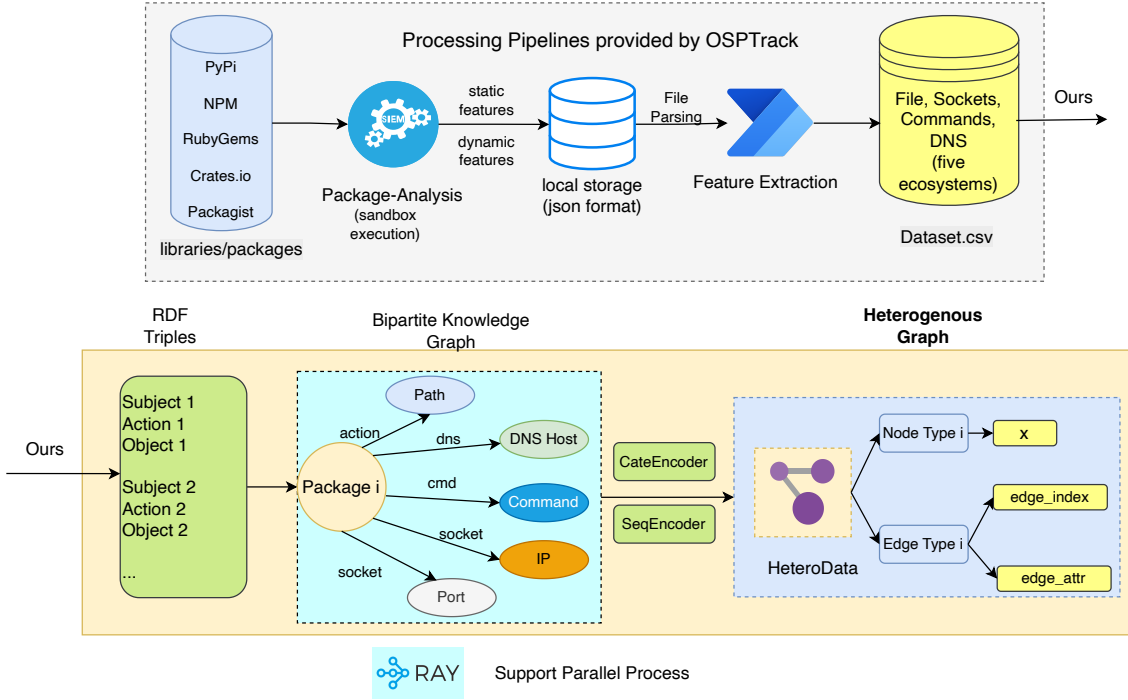 Processing Pipelines provided by OSPTrack
PyPi
NPM
RubyGems
Crates.io
Packagist
libraries/packages
SIEM
Package-Analysis
(sandbox
execution)
static
features
dynamic
features
local storage
(json format)
File
Parsing
Feature Extraction
File, Sockets,
Commands,
DNS
(five
ecosystems)
Dataset.csv
Ours
RDF
Triples
Bipartite Knowledge
Graph
Heterogenous
Graph
Ours
Subject 1
Action 1
Object 1
Subject 2
Action 2
Object 2
...
Package i
action
dns
cmd
socket
socket
Path
DNS Host
Command
IP
Port
CateEncoder
SeqEncoder
HeteroData
Node Type i
x
Edge Type i
edge_index
edge_attr
RAY
Support Parallel Process